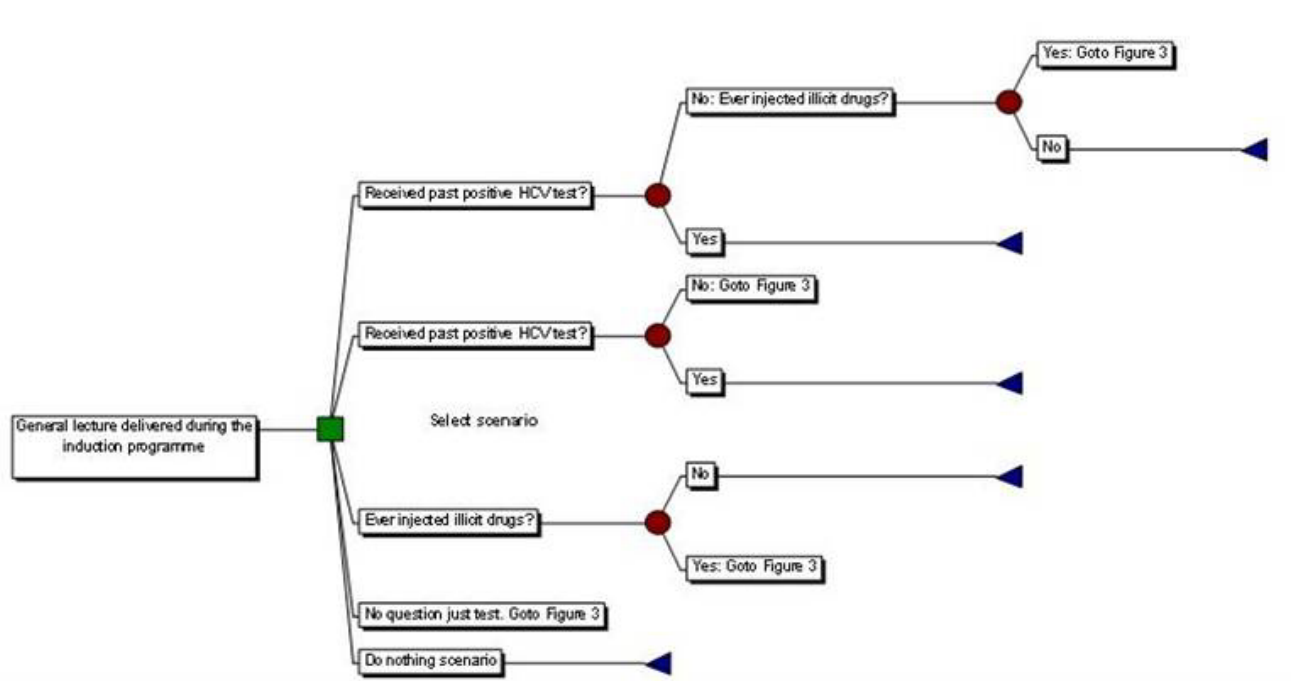 Yes: Goto Figure 3
No: Ever injected illicit drugs?
No
Received past positive HCV test?
Yes
No: Goto Figure 3
Received past positive HCV test?
Yes
Select scenario
General lecture delivered during the
induction programme
No
Ever injected illicit drugs?
Yes: Goto Figure 3
No question just test. Goto Figure 3
Do nothing scenario